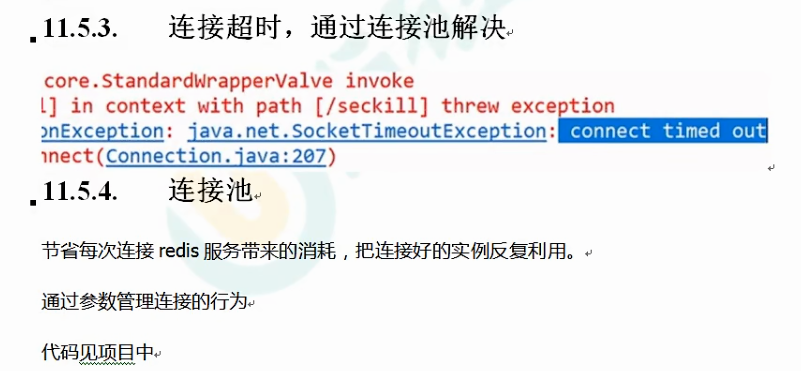 11.5.3. 连接超时，通过连接池解决
core.StandardWrapperValve invoke
l] in context with path [/seckill] threw exception
onException: java.net.SocketTimeoutException: connect timed out
nnect(Connection.java:207)
11.5.4. 连接池
节省每次连接 redis 服务带来的消耗，把连接好的实例反复利用。
通过参数管理连接的行为
代码见项目中